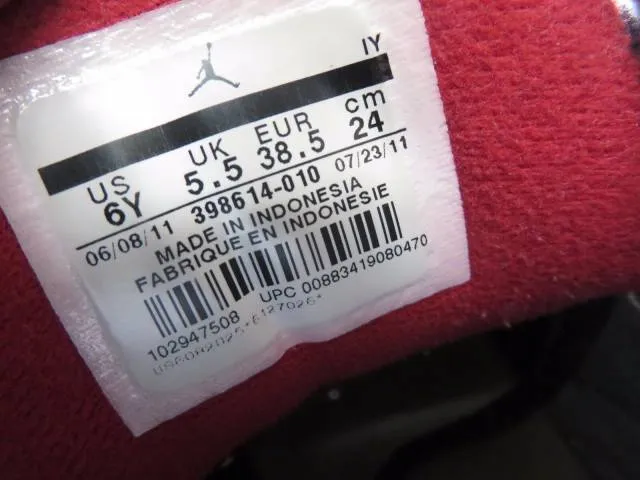 IY
US UK EUR cm
6Y 5.5 38.5 24
06/08/11 398614-010 07/23/11
MADE IN INDONESIA
FABRIQUE EN INDONESIE
UPC 00883419080470
102947508